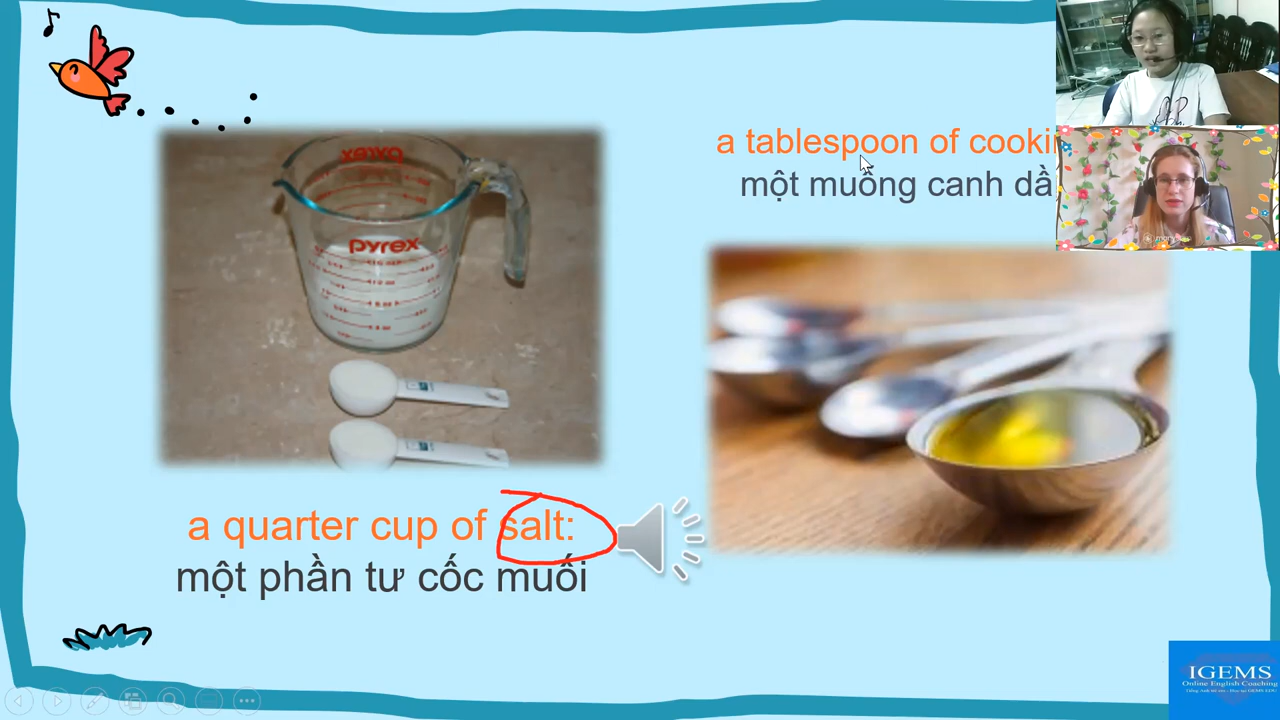 a tablespoon of
một muỗng canh dầ
pyrex
pyrex
a quarter cup of salt:
một phần tư cốc muối
IGEMS
Online English Coaching